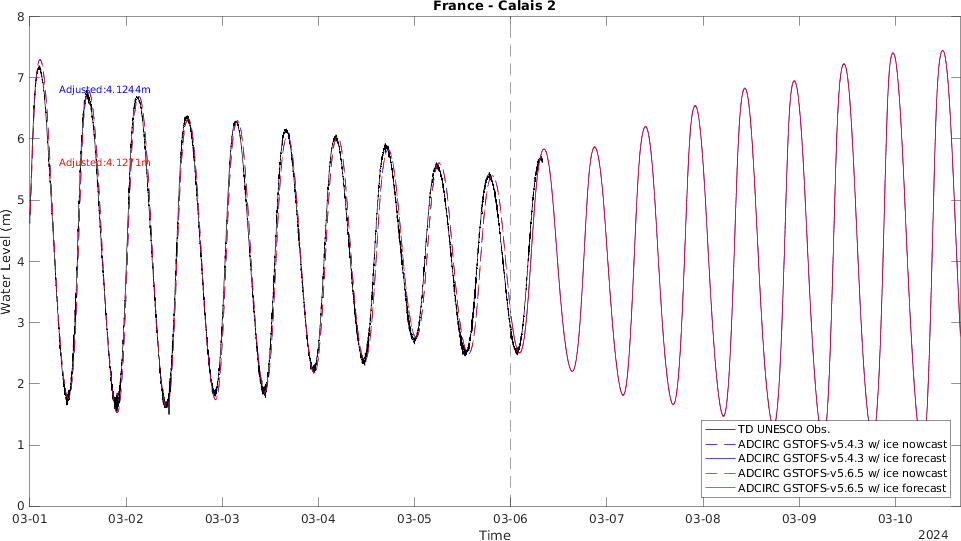 France - Calais 2
8
7
6
5
4
3
2
1
0
Water Level (m)
Adjusted:4.1244m
Adjusted:4.1271m
TD UNESCO Obs.
ADCIRC GSTOFS-v5.4.3 w/ ice nowcast
ADCIRC GSTOFS-v5.4.3 w/ ice forecast
ADCIRC GSTOFS-v5.6.5 w/ ice nowcast
ADCIRC GSTOFS-v5.6.5 w/ ice forecast
03-01 03-02 03-03 03-04 03-05 03-06 03-07 03-08 03-09 03-10
Time
2024